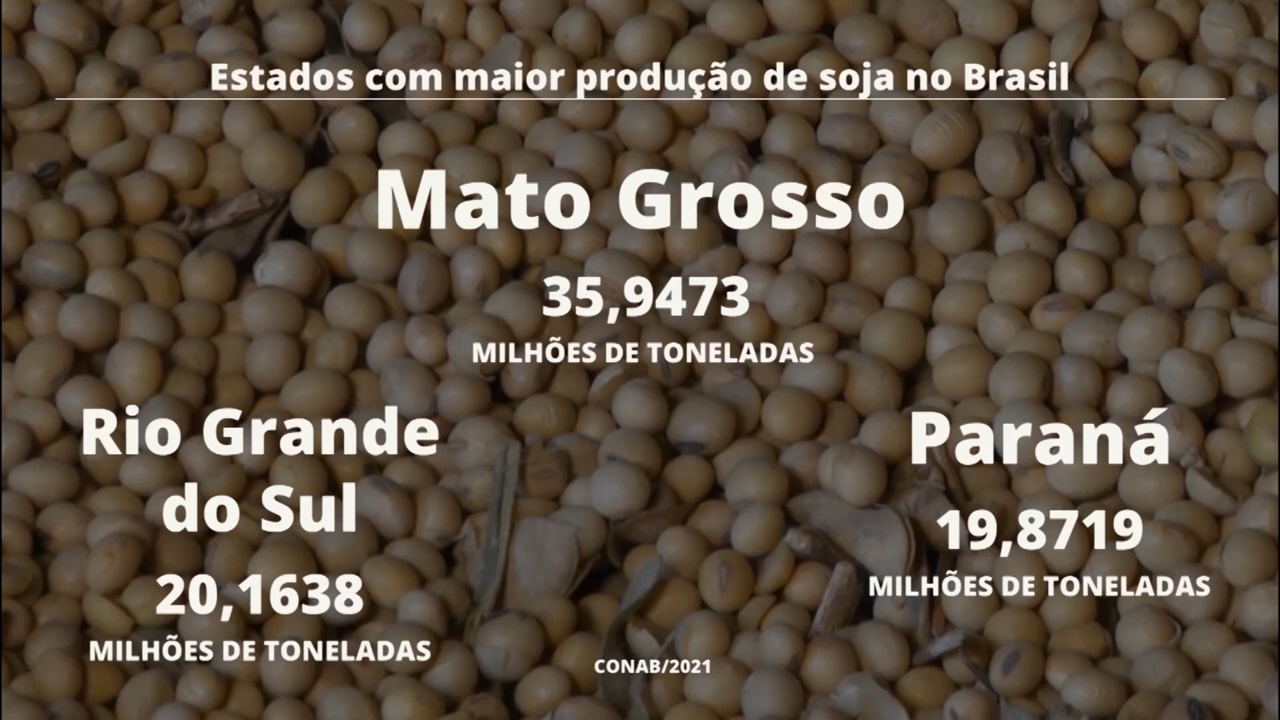 Estados com maior produção de soja no Brasil
Mato Grosso
35,9473
MILHÕES DE TONELADAS
Rio Grande
do Sul
20,1638
MILHÕES DE TONELADAS
Paraná
19,8719
MILHÕES DE TONELADAS
CONAB/2021